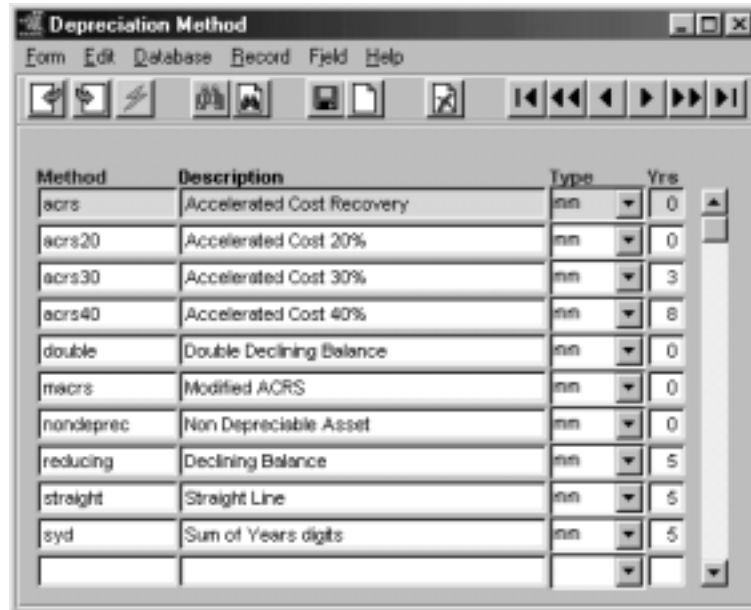 Depreciation Method
Form Edit Database Record Field Help
Method Description Type Yrs
acrs Accelerated Cost Recovery mm 0
acrs20 Accelerated Cost 20% mm 0
acrs30 Accelerated Cost 30% mm 3
acrs40 Accelerated Cost 40% mm 8
double Double Declining Balance mm 0
macrs Modified ACRS mm 0
nondeprec Non Depreciable Asset mm 0
reducing Declining Balance mm 5
straight Straight Line mm 5
syd Sum of Years digits mm 5